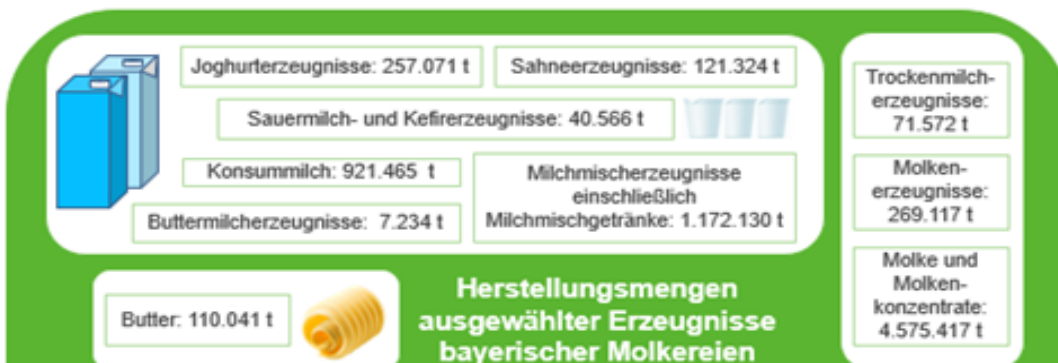 Joghurterzeugnisse: 257.071 t
Sahneerzeugnisse: 121.324 t
Sauermilch- und Kefirerzeugnisse: 40.566 t
Konsummilch: 921.465 t
Milchmischerzeugnisse
einschließlich
Milchmischgetränke: 1.172.130 t
Buttermilcherzeugnisse: 7.234 t
Trockenmilch-
erzeugnisse:
71.572 t
Molken-
erzeugnisse:
269.117 t
Molke und
Molken-
konzentrate:
4.575.417 t
Butter: 110.041 t
Herstellungsmengen
ausgewählter Erzeugnisse
bayerischer Molkereien